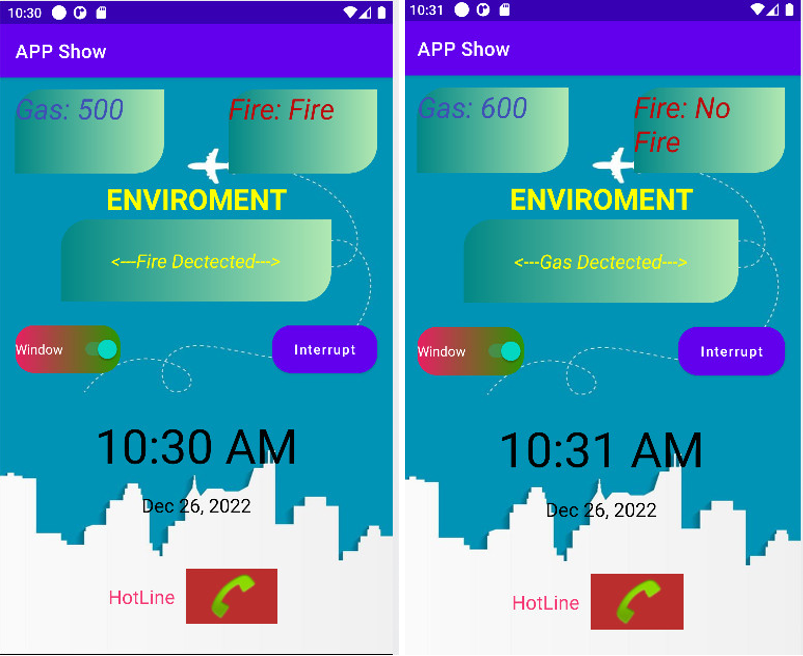 10:30
APP Show
Gas: 500
Fire: Fire
ENVIROMENT
<---Fire Dectected--->
Window
Interrupt
10:30 AM
Dec 26, 2022
HotLine
10:31
APP Show
Gas: 600
Fire: No
Fire
ENVIROMENT
<---Gas Dectected--->
Window
Interrupt
10:31 AM
Dec 26, 2022
HotLine